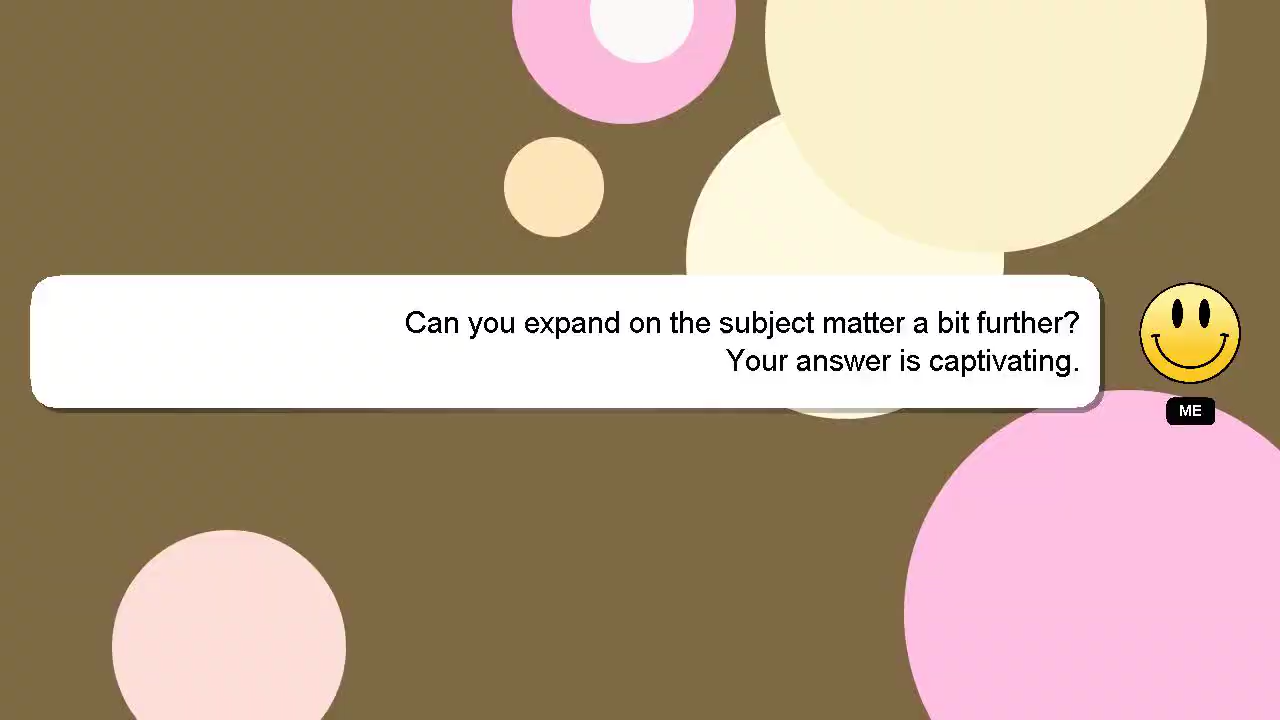 Can you expand on the subject matter a bit further?
Your answer is captivating.
ME